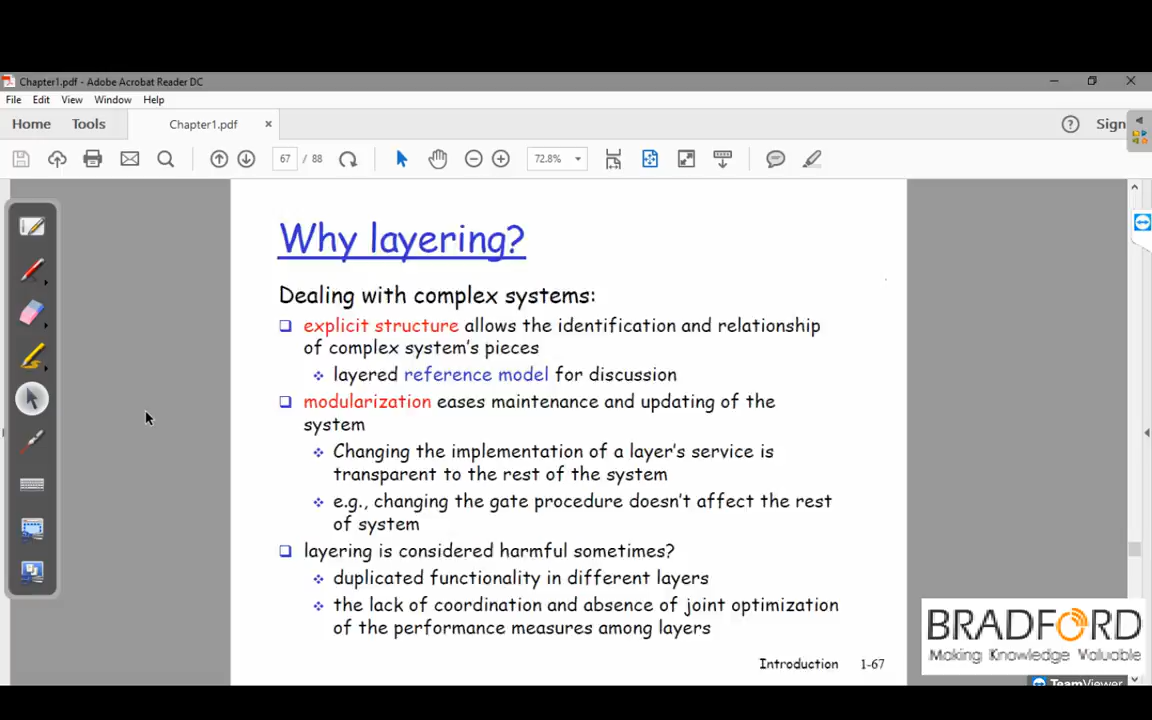 Chapter1.pdf - Adobe Acrobat Reader DC
File Edit View Window Help
Home Tools Chapter1.pdf × ? Sign
67 / 88 72.8%
Why layering?
Dealing with complex systems:
explicit structure allows the identification and relationship
of complex system's pieces
layered reference model for discussion
modularization eases maintenance and updating of the
system
Changing the implementation of a layer's service is
transparent to the rest of the system
e.g., changing the gate procedure doesn't affect the rest
of system
layering is considered harmful sometimes?
duplicated functionality in different layers
the lack of coordination and absence of joint optimization
of the performance measures among layers
Introduction 1-67
BRADFORD
Making Knowledge Valuable
TeamViewer